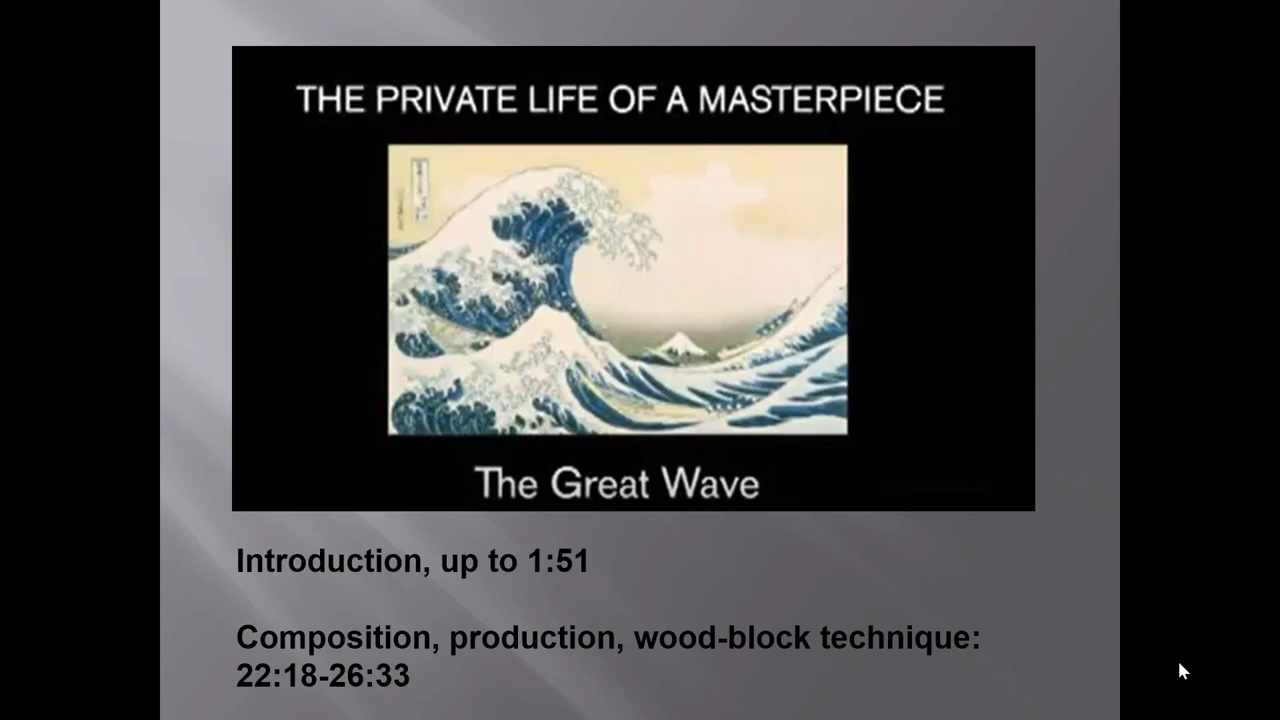 THE PRIVATE LIFE OF A MASTERPIECE
The Great Wave
Introduction, up to 1:51
Composition, production, wood-block technique:
22:18-26:33